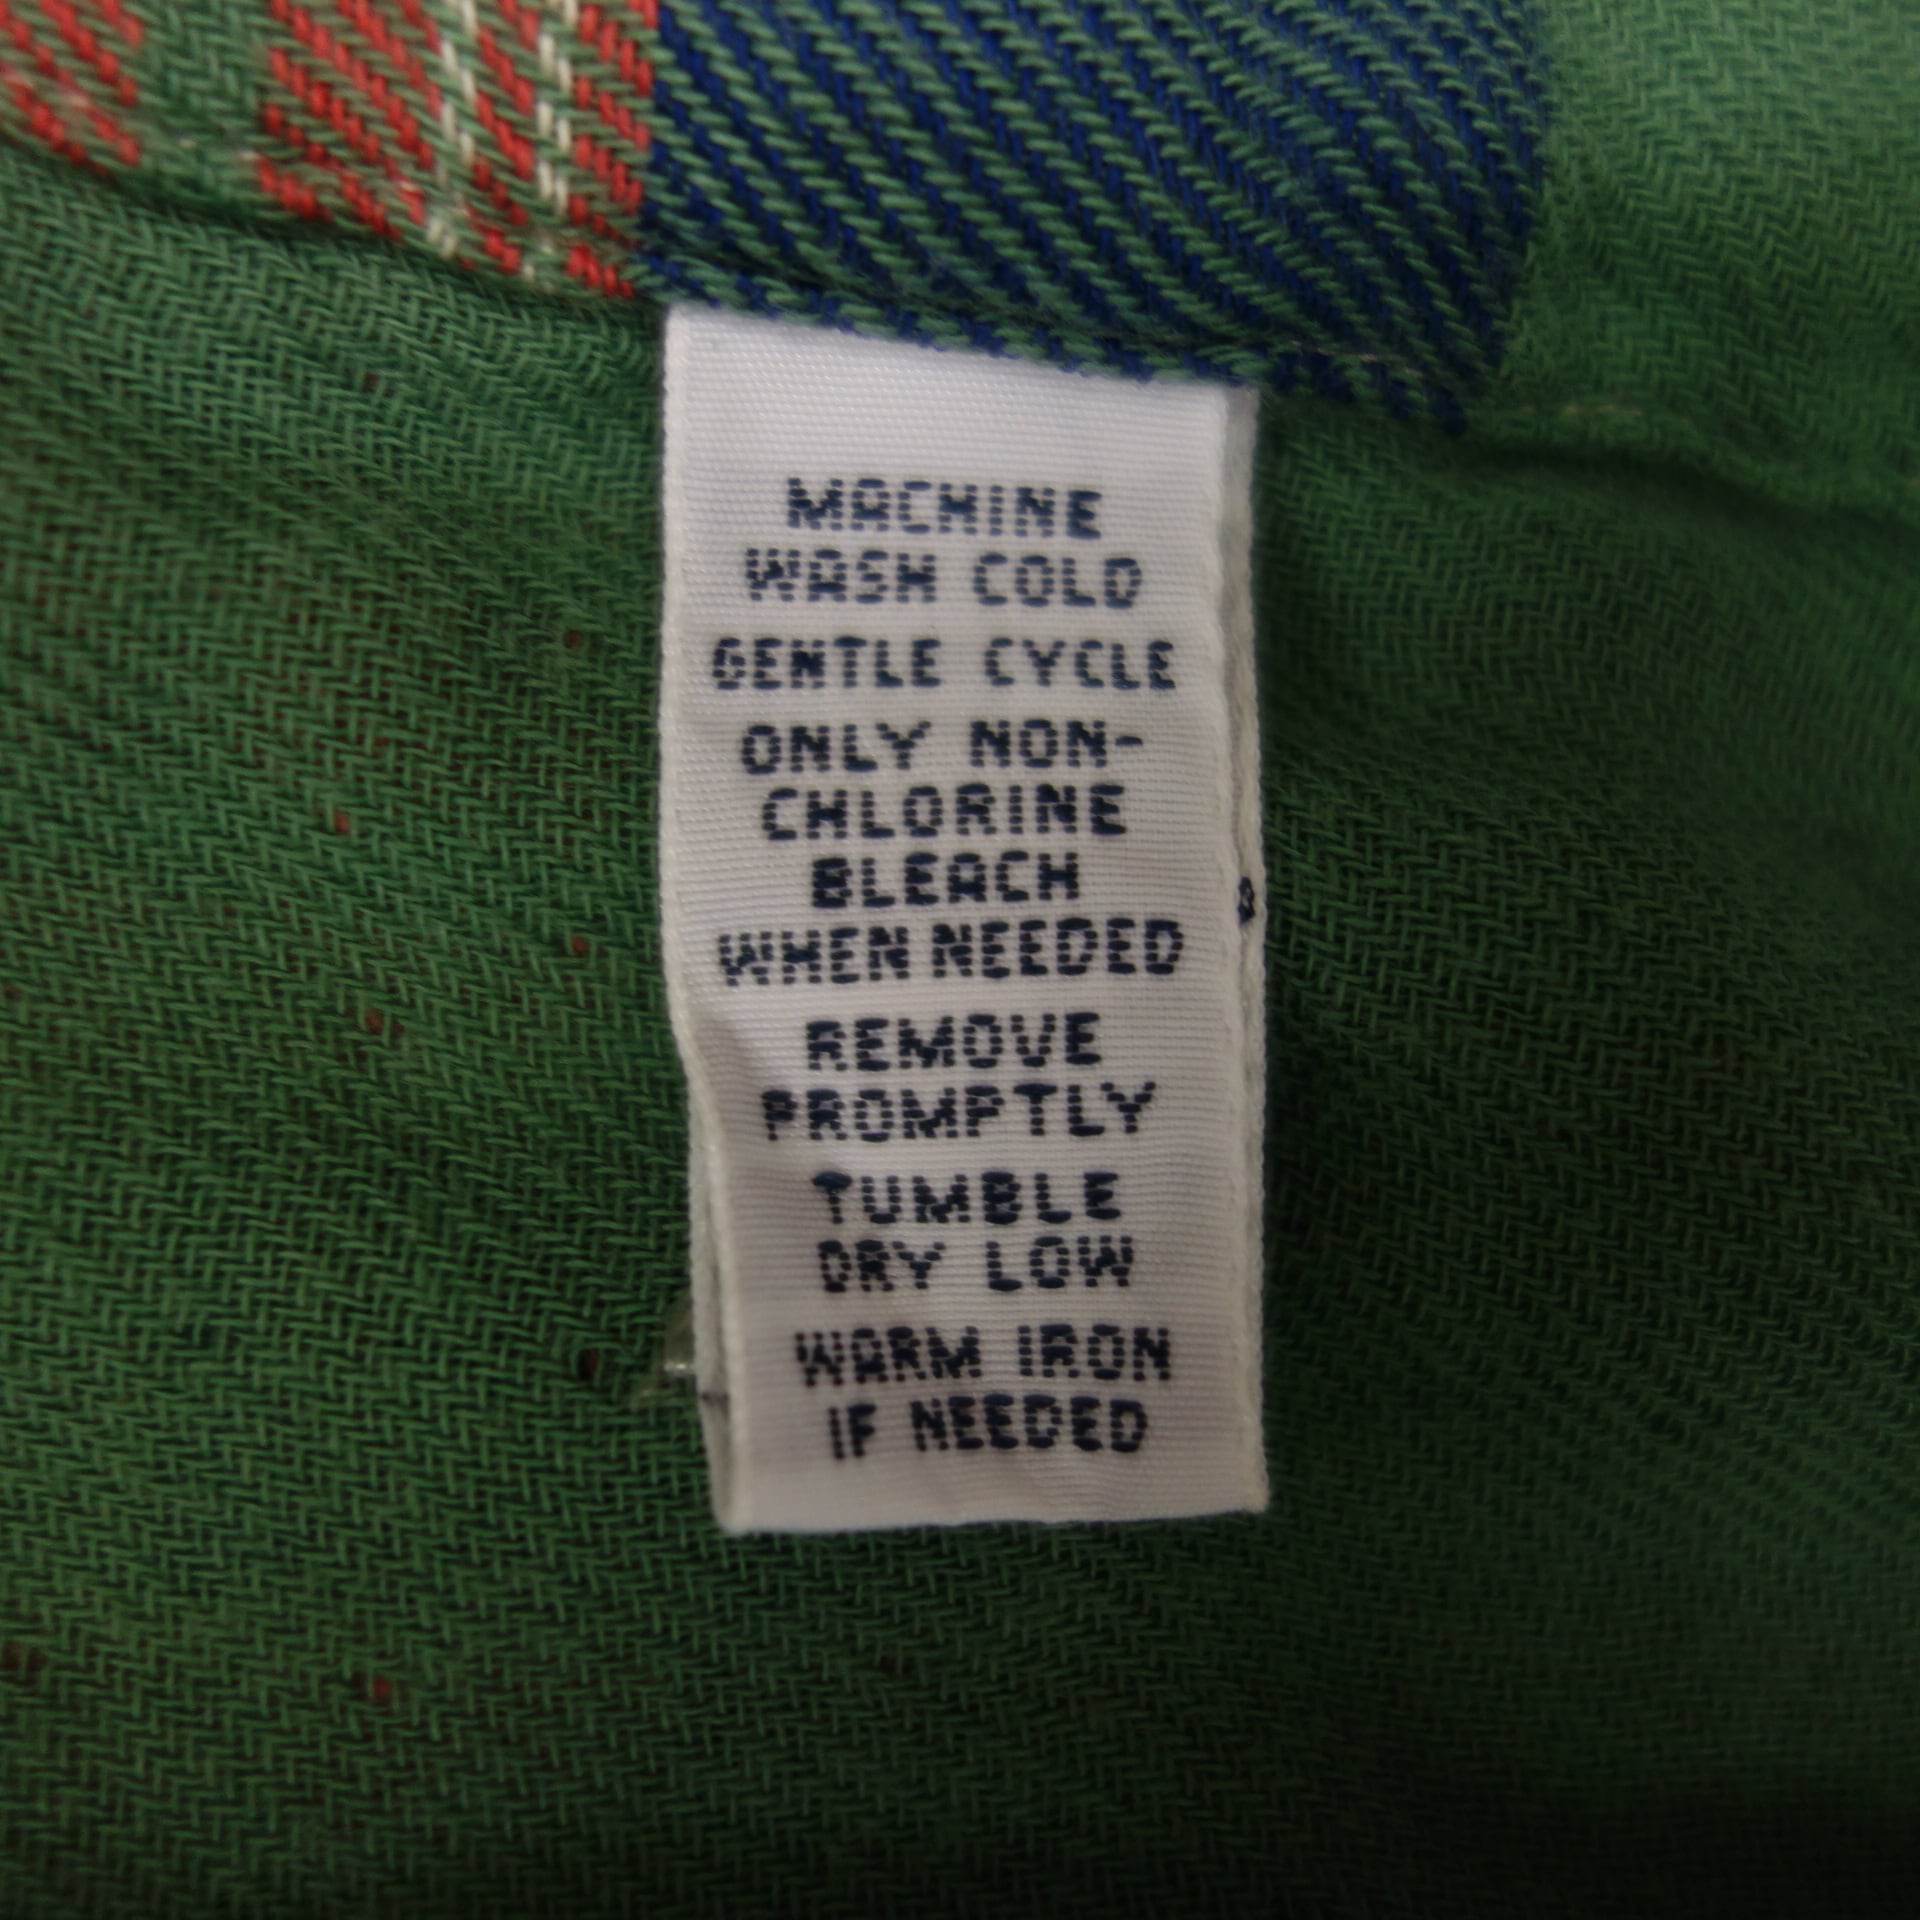 MACHINE
WASH COLD
GENTLE CYCLE
ONLY NON-
CHLORINE
BLEACH
WHEN NEEDED
REMOVE
PROMPTLY
TUMBLE
DRY LOW
WARM IRON
IF NEEDED